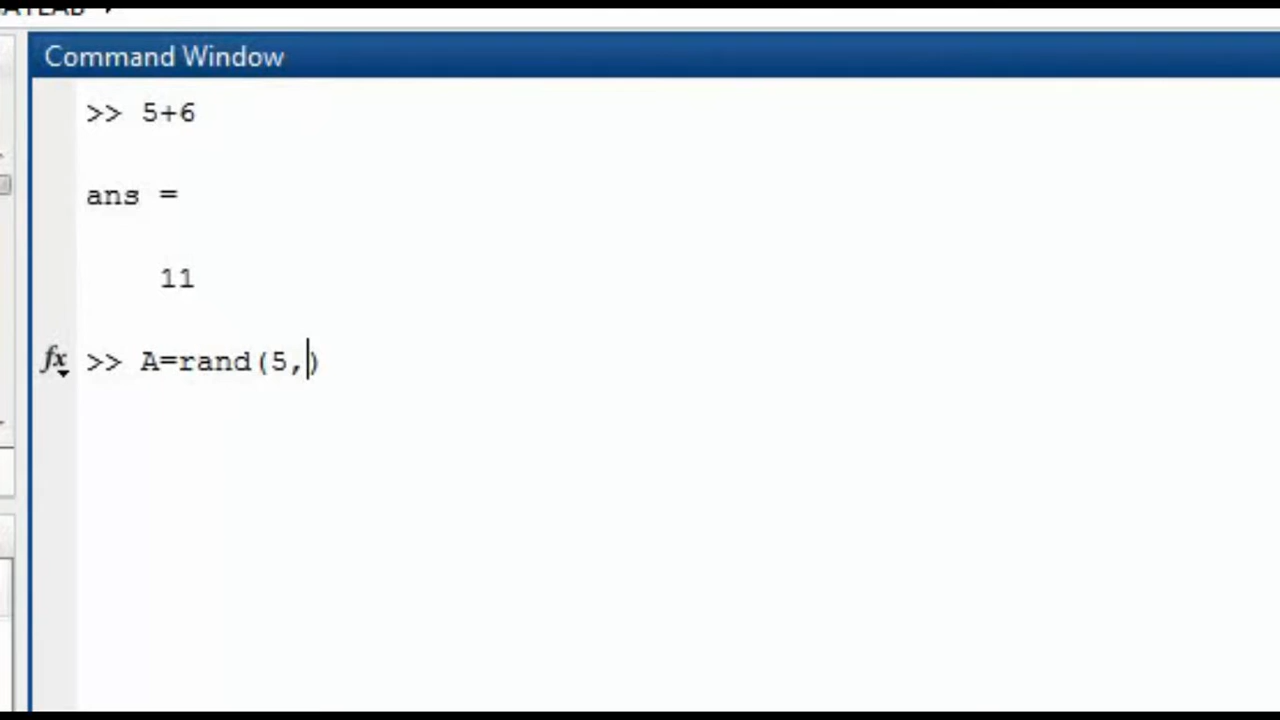 Command Window
>> 5+6
ans =
11
fx >> A=rand(5,)